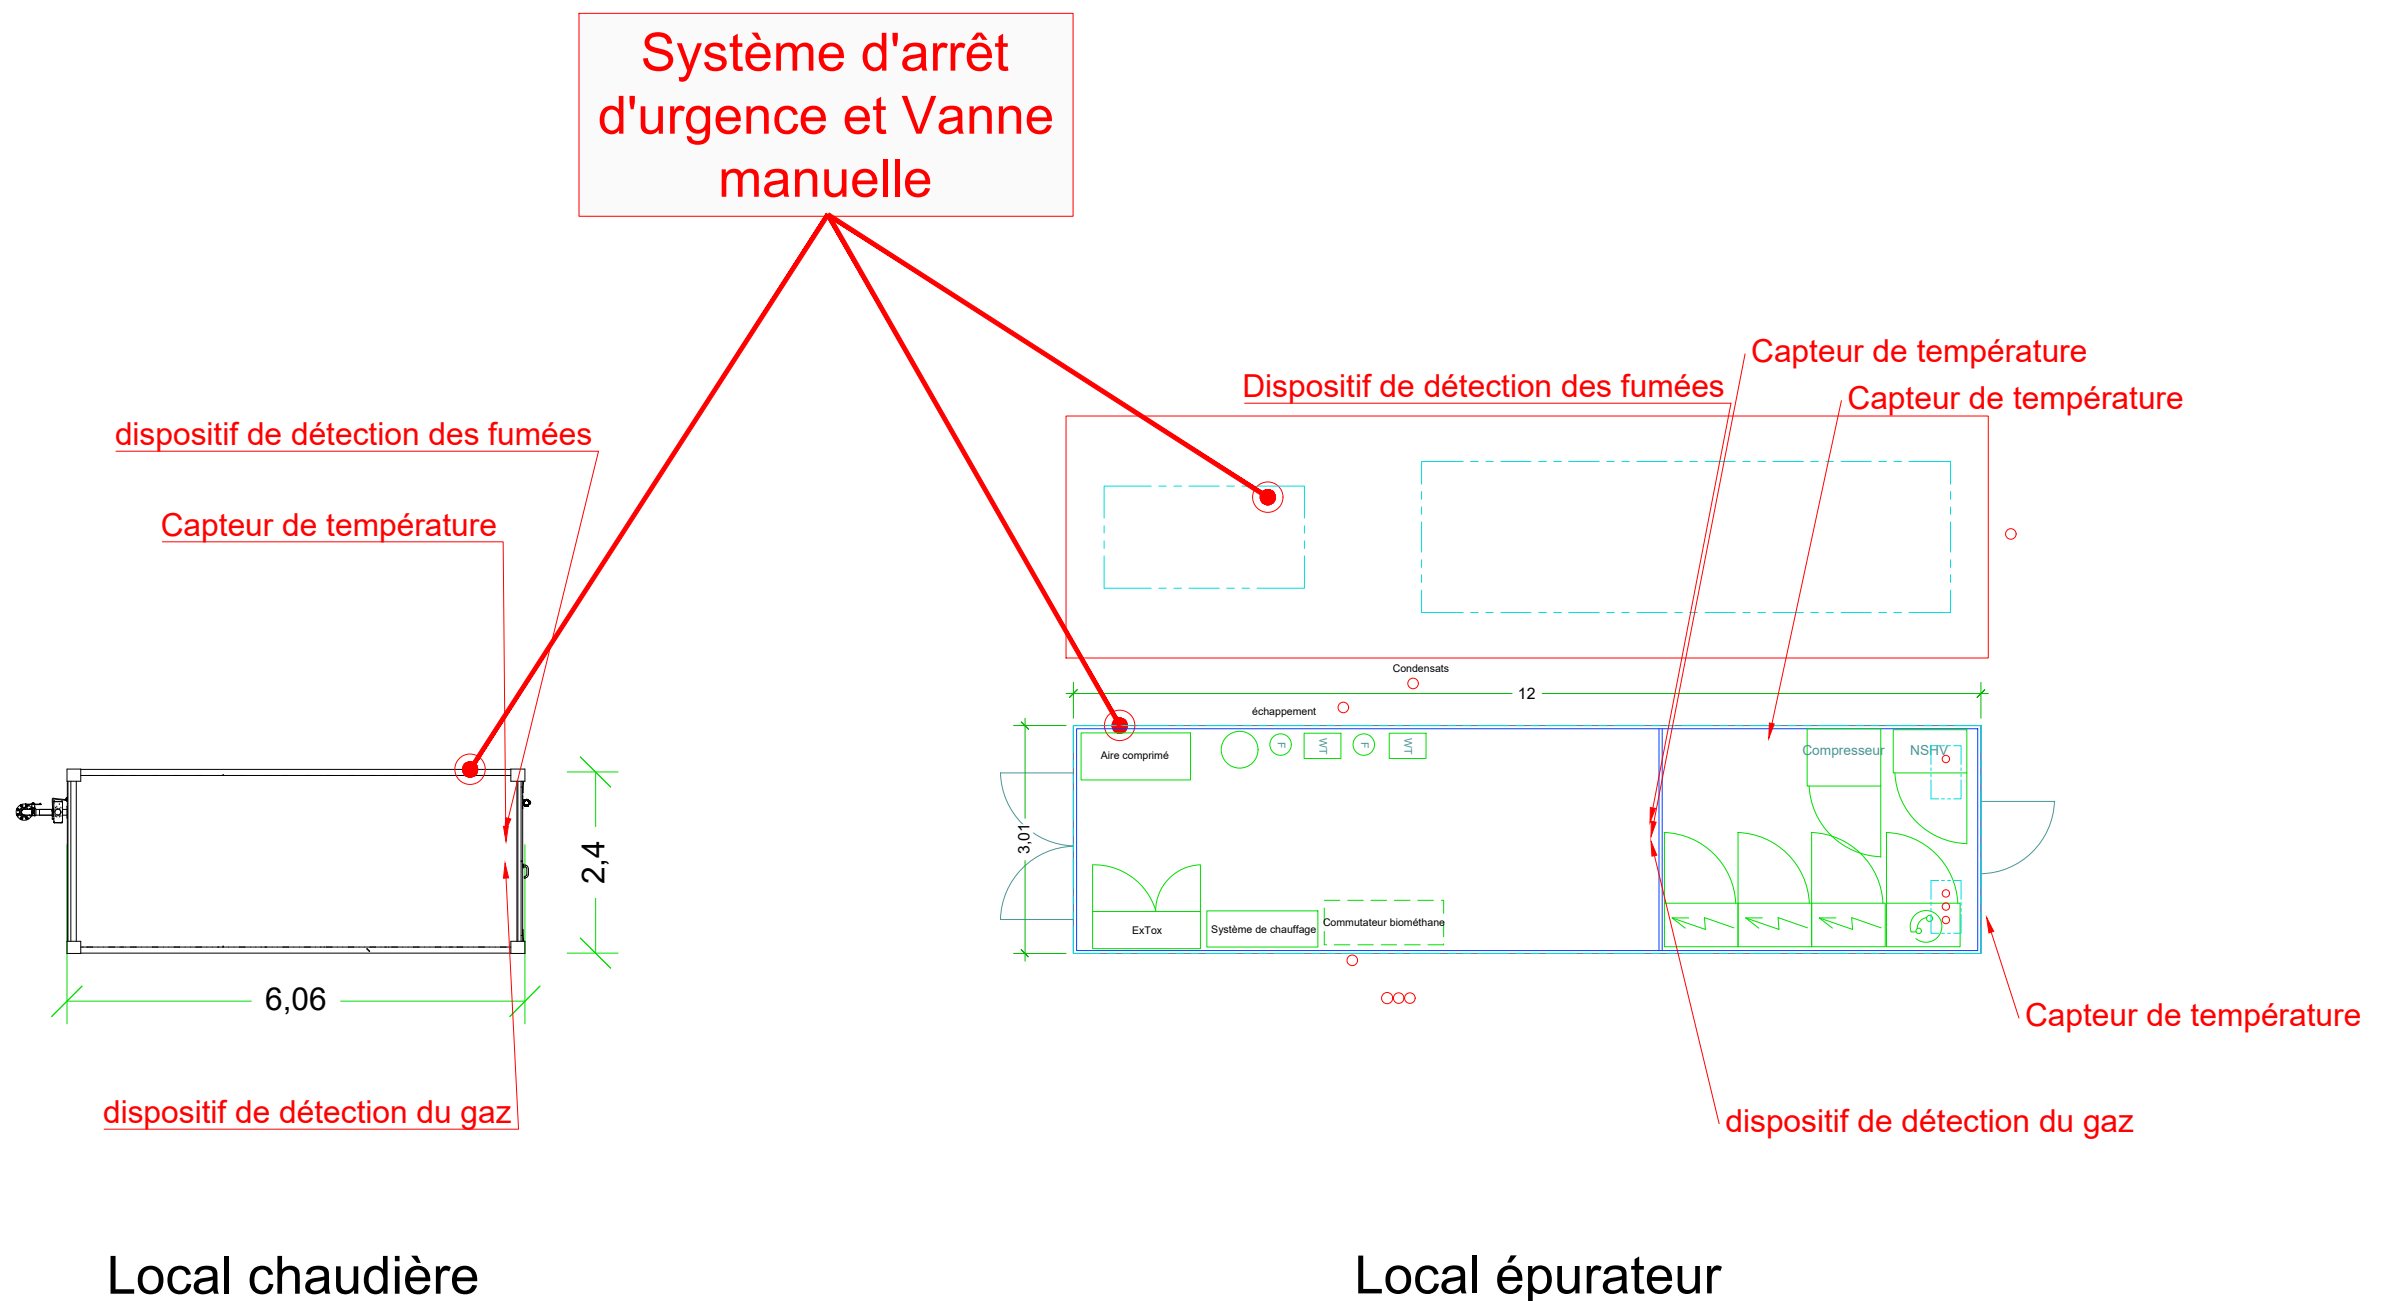 Système d'arrêt
d'urgence et Vanne
manuelle
Capteur de température
Dispositif de détection des fumées
Capteur de température
dispositif de détection des fumées
Capteur de température
Condensats
12
échappement
Aire comprimé
F
WT
F
WT
Compresseur
NSHV
3,01
2,4
ExTox
Système de chauffage
Commutateur biométhane
6,06
Capteur de température
dispositif de détection du gaz
dispositif de détection du gaz
Local chaudière
Local épurateur